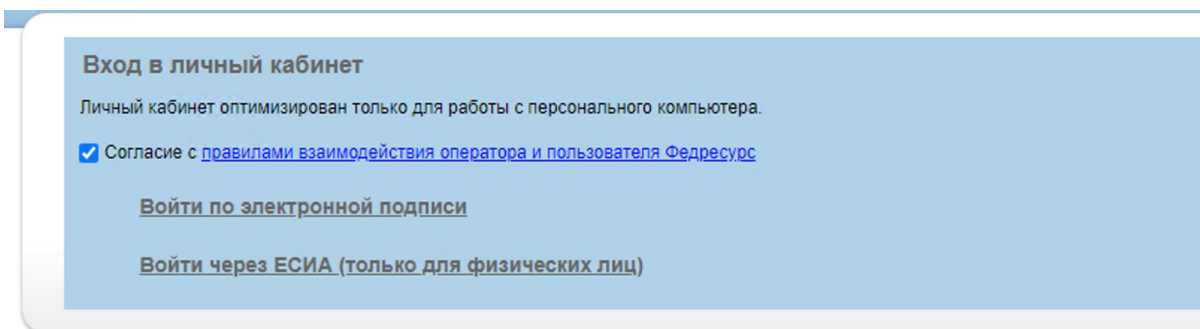 Вход в личный кабинет
Личный кабинет оптимизирован только для работы с персонального компьютера.
Согласие с правилами взаимодействия оператора и пользователя Федресурс
Войти по электронной подписи
Войти через ЕСИА (только для физических лиц)